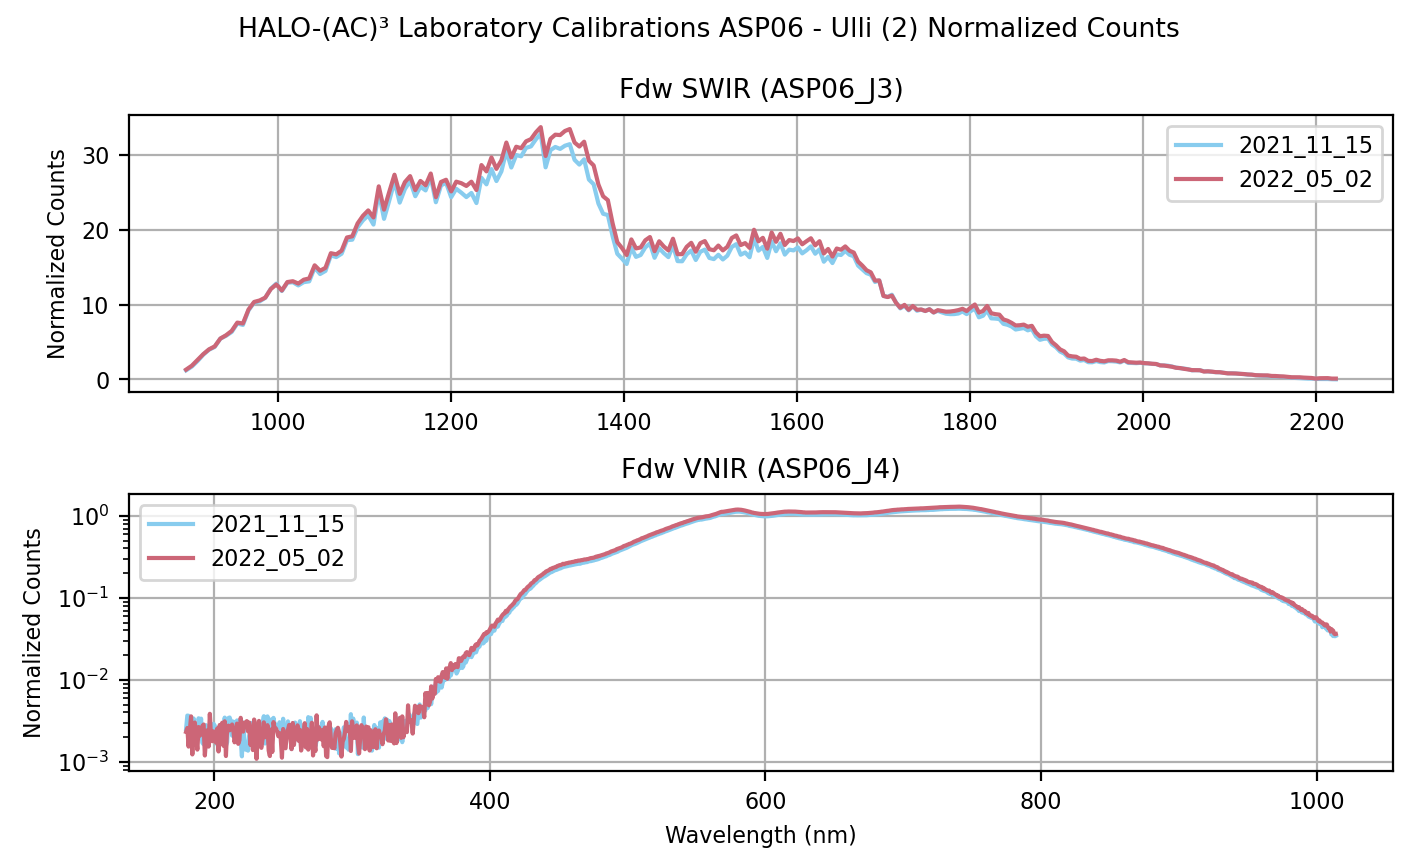 HALO-(AC)³ Laboratory Calibrations ASP06 - Ulli (2) Normalized Counts
Fdw SWIR (ASP06_J3)
Normalized Counts
30
20
10
0
2021_11_15
2022_05_02
1000 1200 1400 1600 1800 2000 2200
Fdw VNIR (ASP06_J4)
Normalized Counts
10⁰
10⁻¹
10⁻²
10⁻³
2021_11_15
2022_05_02
200 400 600 800 1000
Wavelength (nm)